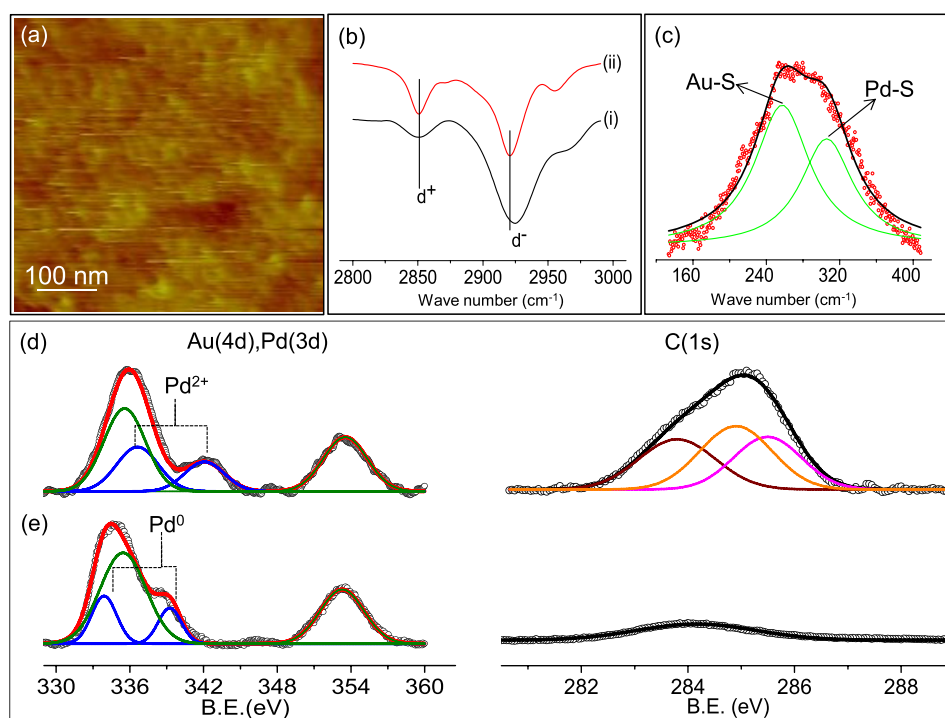 (a)
100 nm
(b)
(ii)
(i)
d⁺
d⁻
2800 2850 2900 2950 3000
Wave number (cm⁻¹)
(c)
Au-S
Pd-S
160 240 320 400
Wave number (cm⁻¹)
(d)
Au(4d),Pd(3d)
C(1s)
Pd²⁺
(e)
Pd⁰
330 336 342 348 354 360
B.E.(eV)
282 284 286 288
B.E. (eV)